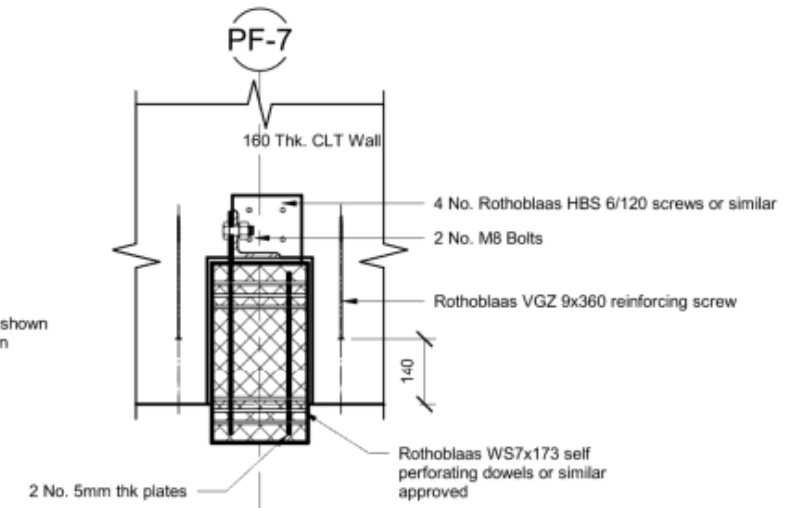 PF-7
160 Thk. CLT Wall
4 No. Rothoblaas HBS 6/120 screws or similar
2 No. M8 Bolts
Rothoblaas VGZ 9x360 reinforcing screw
shown
n
140
Rothoblaas WS7x173 self
perforating dowels or similar
approved
2 No. 5mm thk plates